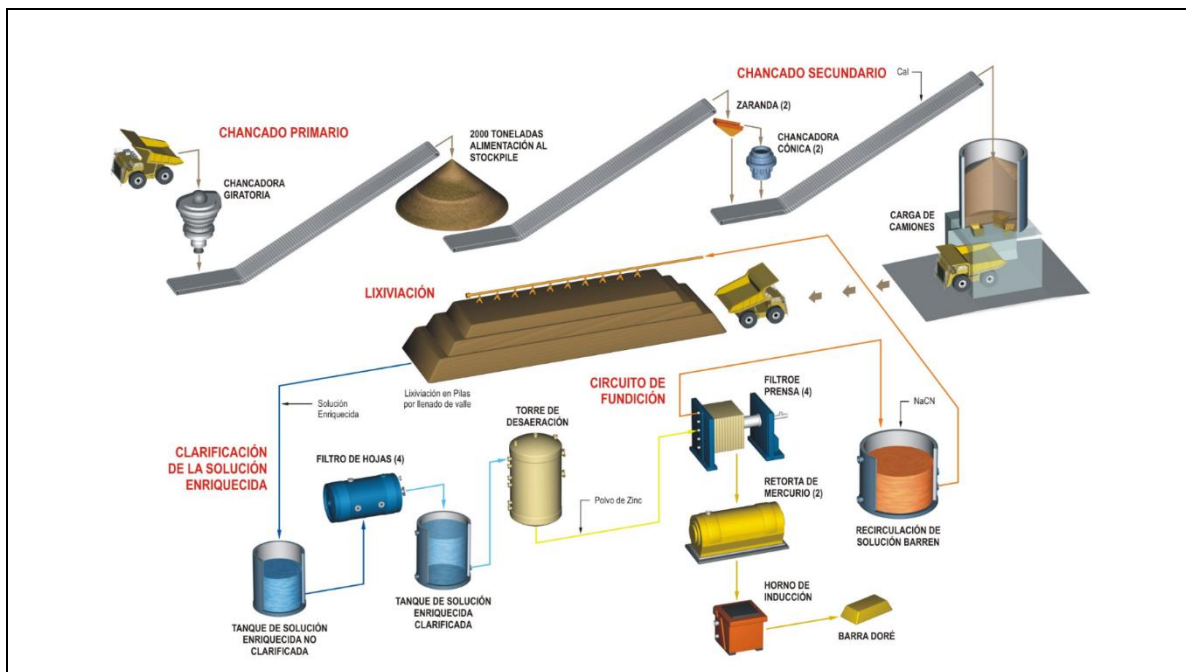 CHANCADO PRIMARIO
CHANCADORA
GIRATORIA
2000 TONELADAS
ALIMENTACIÓN AL
STOCKPILE
CHANCADO SECUNDARIO
Cal
ZARANDA (2)
CHANCADORA
CÓNICA (2)
CARGA DE
CAMIONES
LIXIVIACIÓN
Lixiviación en Pilas
por llenado de valle
Solución
Enriquecida
CLARIFICACIÓN
DE LA SOLUCIÓN
ENRIQUECIDA
FILTRO DE HOJAS (4)
TORRE DE
DESAERACIÓN
CIRCUITO DE
FUNDICIÓN
FILTROE
PRENSA (4)
NaCN
Polvo de Zinc
RETORTA DE
MERCURIO (2)
RECIRCULACIÓN DE
SOLUCIÓN BARREN
HORNO DE
INDUCCIÓN
BARRA DORÉ
TANQUE DE SOLUCIÓN
ENRIQUECIDA
CLARIFICADA
TANQUE DE SOLUCIÓN
ENRIQUECIDA NO
CLARIFICADA